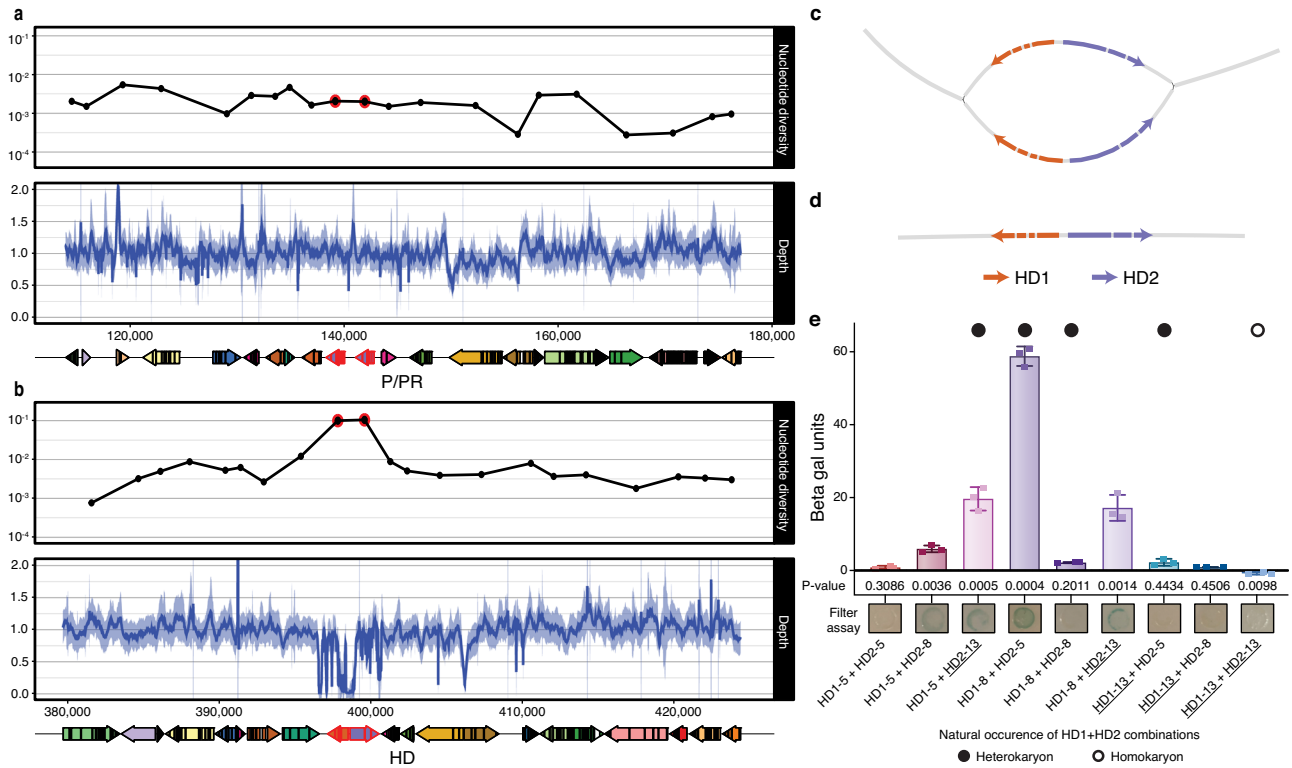 a
10-1
10-2
10-3
10-4
Nucleotide diversity
2.0
1.5
1.0
0.5
0.0
Depth
120,000 140,000 160,000 180,000
P/PR
b
10-1
10-2
10-3
10-4
Nucleotide diversity
2.0
1.5
1.0
0.5
0.0
Depth
380,000 390,000 400,000 410,000 420,000
HD
c
d
HD1 HD2
e
Beta gal units
60
40
20
0
P-value 0.3086 0.0036 0.0005 0.0004 0.2011 0.0014 0.4434 0.4506 0.0098
Filter
assay
HD1-5 + HD2-5
HD1-5 + HD2-8
HD1-5 + HD2-13
HD1-8 + HD2-5
HD1-8 + HD2-8
HD1-8 + HD2-13
HD1-13 + HD2-5
HD1-13 + HD2-8
HD1-13 + HD2-13
Natural occurence of HD1+HD2 combinations
Heterokaryon Homokaryon